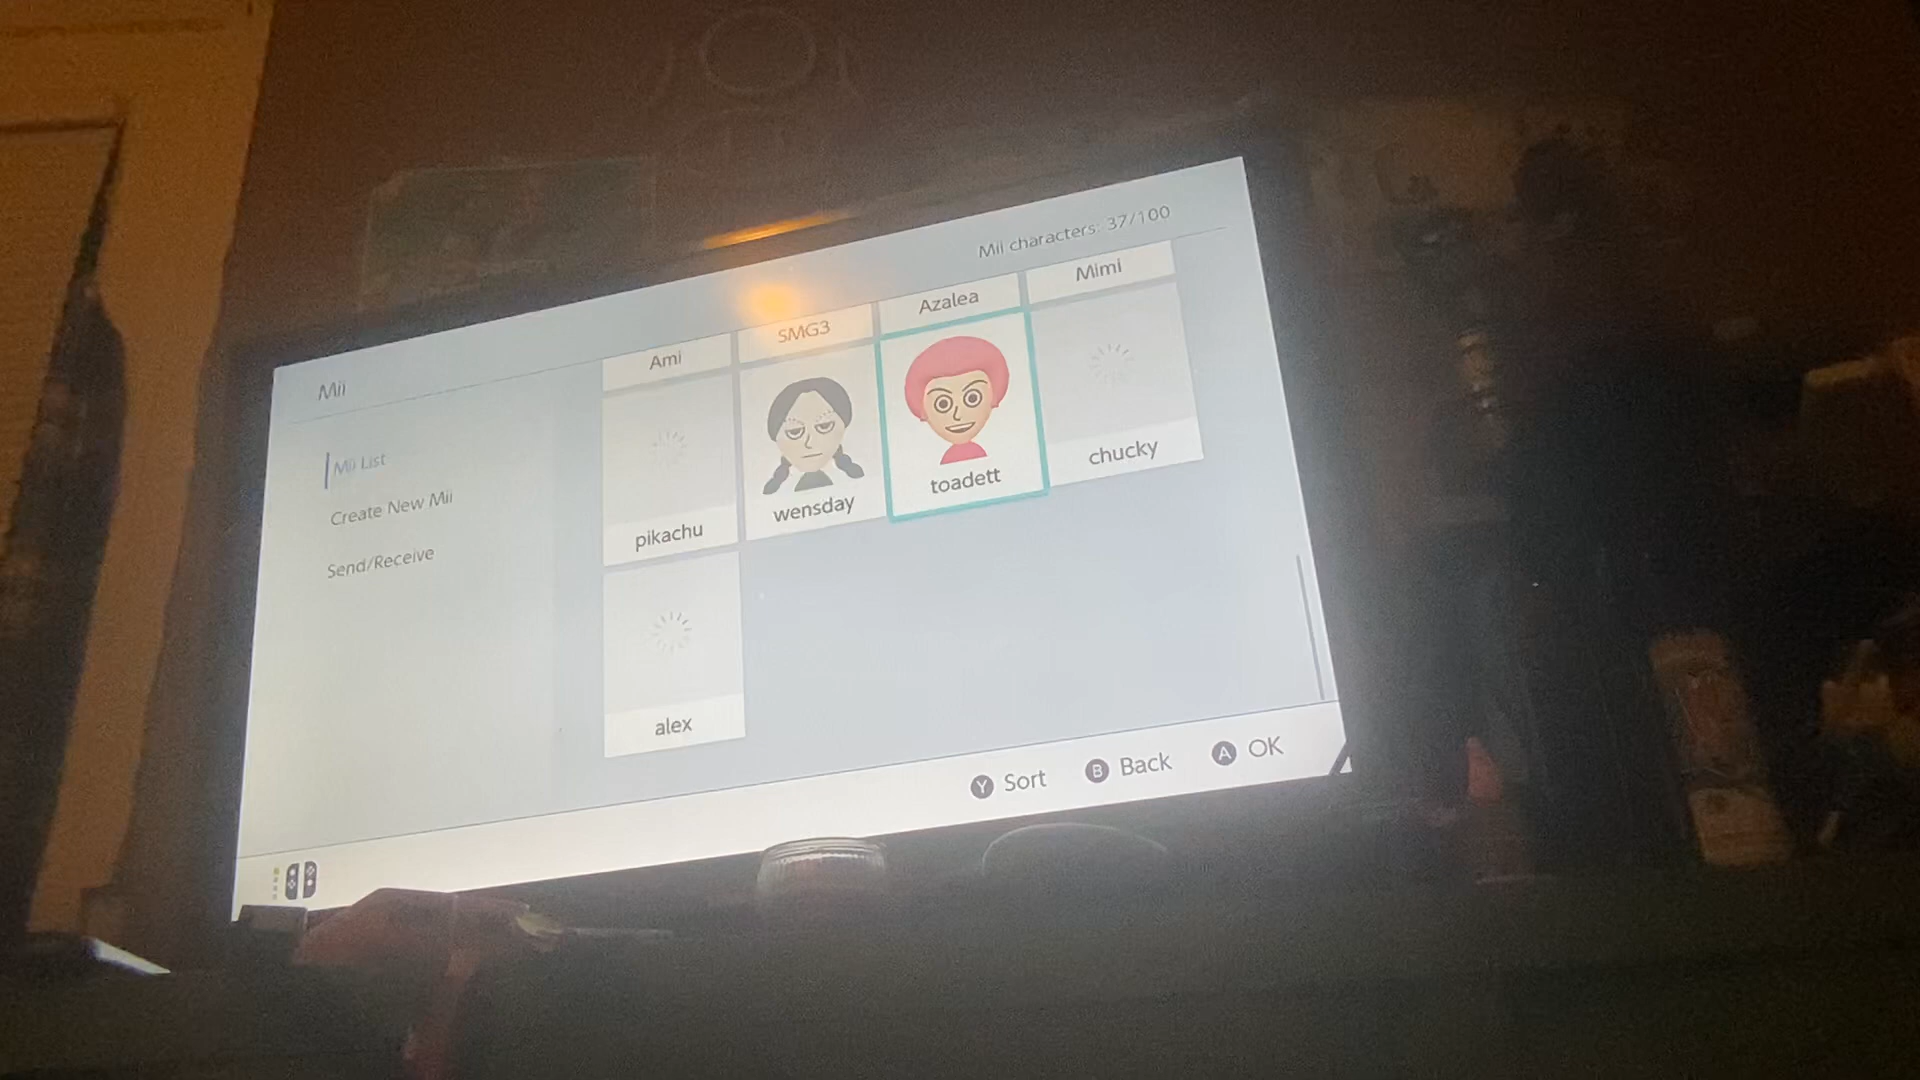 Mii characters: 37/100
Mii
Mii List
Create New Mii
Send/Receive
Ami
SMG3
Azalea
Mimi
pikachu
wensday
toadett
chucky
alex
Y Sort
B Back
A OK